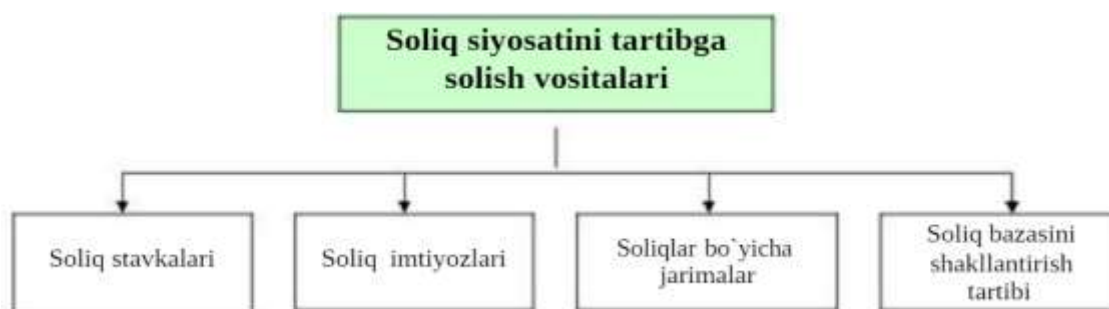 Soliq siyosatini tartibga
solish vositalari
Soliq stavkalari
Soliq imtiyozlari
Soliqlar bo`yicha
jarimalar
Soliq bazasini
shakllantirish
tartibi